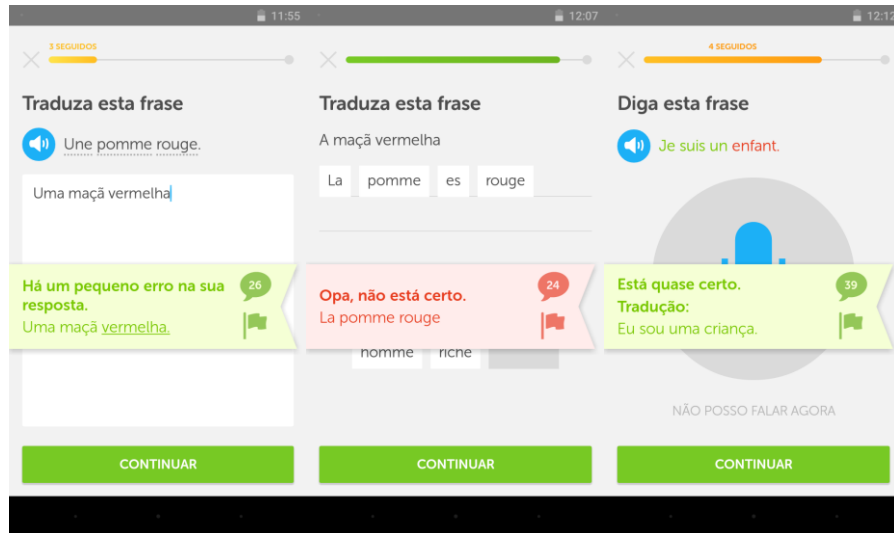 11:55
3 SEGUIDOS
Traduza esta frase
Une pomme rouge.
Uma maçã vermelha
Há um pequeno erro na sua
resposta.
Uma maçã vermelha.
26
CONTINUAR
12:07
Traduza esta frase
A maçã vermelha
La pomme es rouge
Opa, não está certo.
La pomme rouge
24
homme riche
CONTINUAR
12:12
4 SEGUIDOS
Diga esta frase
Je suis un enfant.
Está quase certo.
Tradução:
Eu sou uma criança.
39
NÃO POSSO FALAR AGORA
CONTINUAR